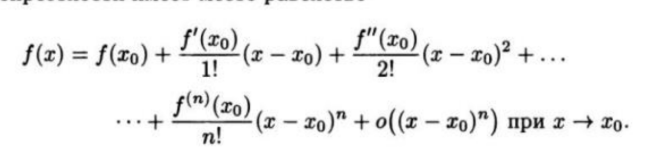 f(x) = f(x₀) + f′(x₀)/1! (x − x₀) + f″(x₀)/2! (x − x₀)² + …
⋯ + f⁽ⁿ⁾(x₀)/n! (x − x₀)ⁿ + o((x − x₀)ⁿ) при x → x₀.